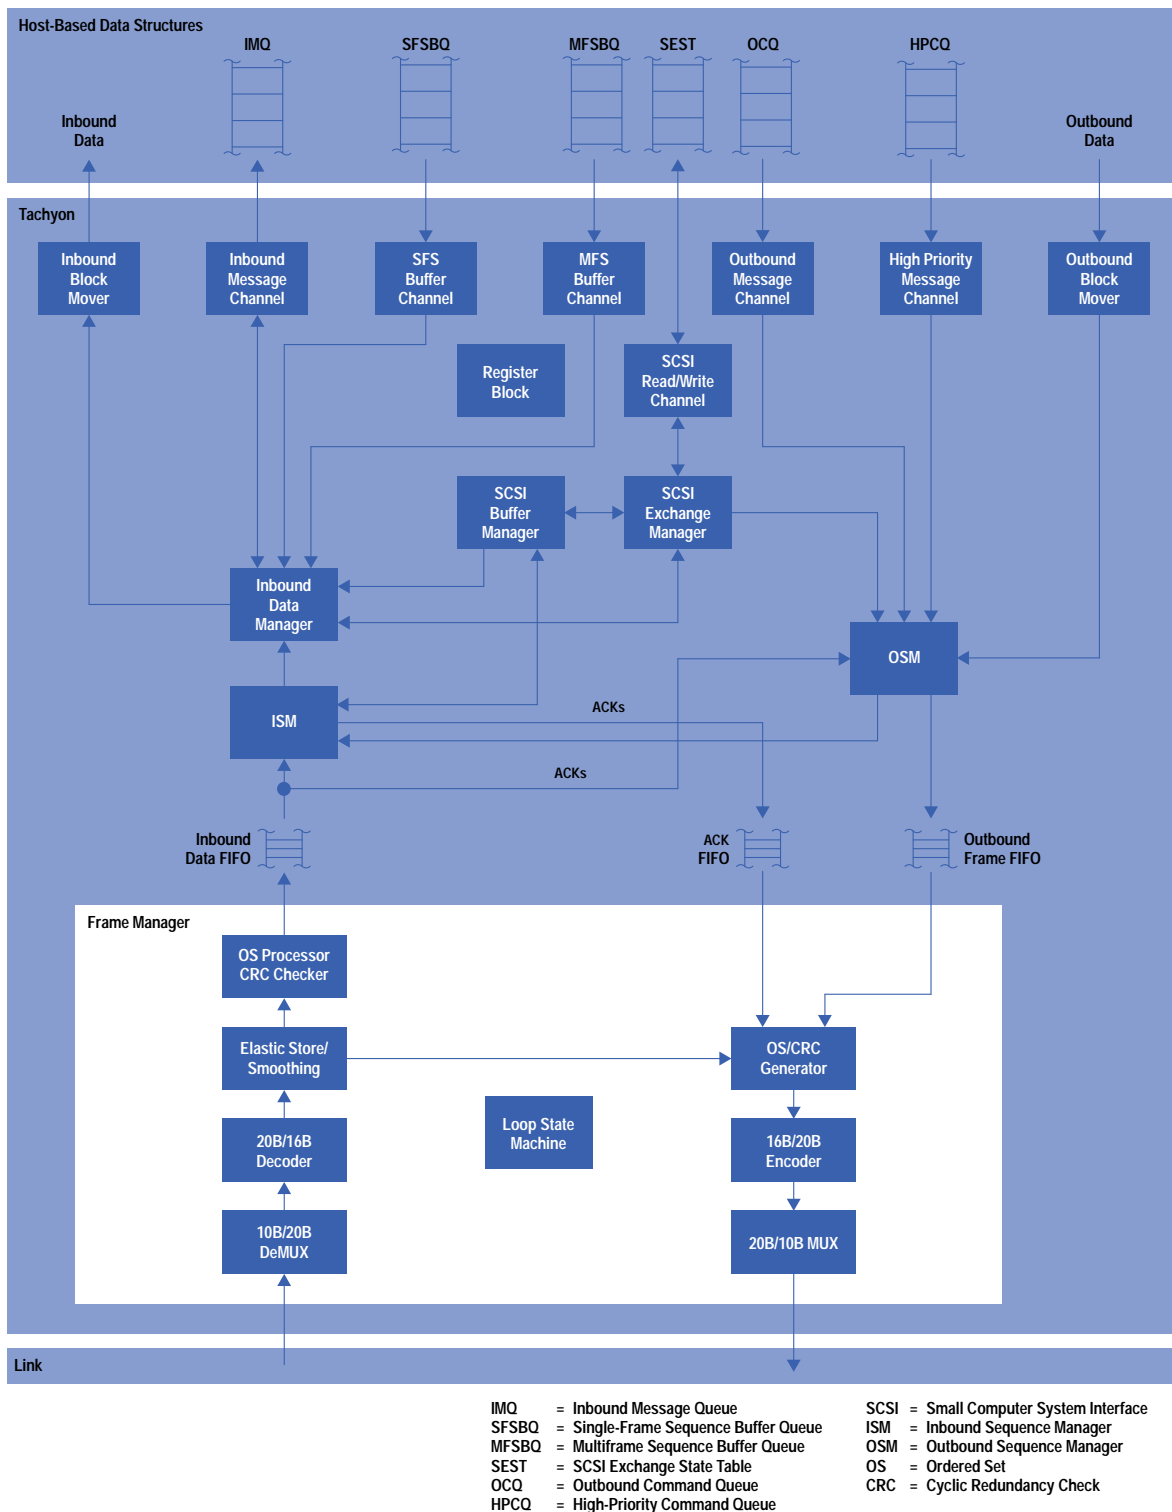 Host-Based Data Structures
IMQ
SFSBQ
MFSBQ
SEST
OCQ
HPCQ
Inbound
Data
Outbound
Data
Tachyon
Inbound
Block
Mover
Inbound
Message
Channel
SFS
Buffer
Channel
MFS
Buffer
Channel
Outbound
Message
Channel
High Priority
Message
Channel
Outbound
Block
Mover
Register
Block
SCSI
Read/Write
Channel
SCSI
Buffer
Manager
SCSI
Exchange
Manager
Inbound
Data
Manager
OSM
ISM
ACKs
ACKs
Inbound
Data FIFO
ACK
FIFO
Outbound
Frame FIFO
Frame Manager
OS Processor
CRC Checker
Elastic Store/
Smoothing
OS/CRC
Generator
Loop State
Machine
20B/16B
Decoder
16B/20B
Encoder
10B/20B
DeMUX
20B/10B MUX
Link
IMQ = Inbound Message Queue
SFSBQ = Single-Frame Sequence Buffer Queue
MFSBQ = Multiframe Sequence Buffer Queue
SEST = SCSI Exchange State Table
OCQ = Outbound Command Queue
HPCQ = High-Priority Command Queue
SCSI = Small Computer System Interface
ISM = Inbound Sequence Manager
OSM = Outbound Sequence Manager
OS = Ordered Set
CRC = Cyclic Redundancy Check